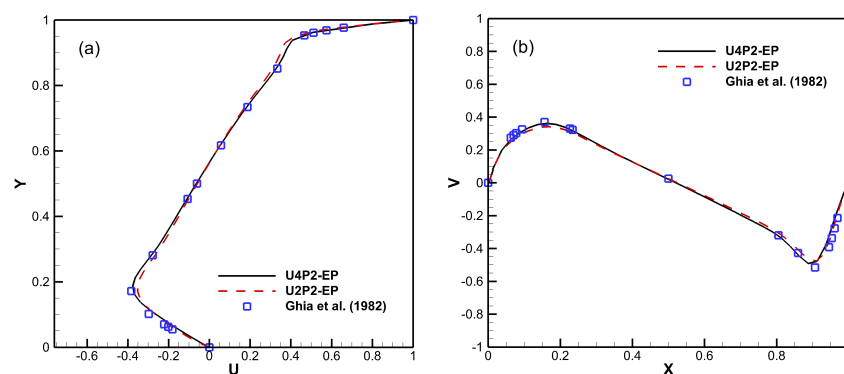 (a)
1
0.8
0.6
0.4
0.2
0
Y
U4P2-EP
U2P2-EP
Ghia et al. (1982)
-0.6 -0.4 -0.2 0 0.2 0.4 0.6 0.8 1
U
(b)
1
0.8
0.6
0.4
0.2
0
-0.2
-0.4
-0.6
-0.8
-1
V
U4P2-EP
U2P2-EP
Ghia et al. (1982)
0 0.2 0.4 0.6 0.8
X